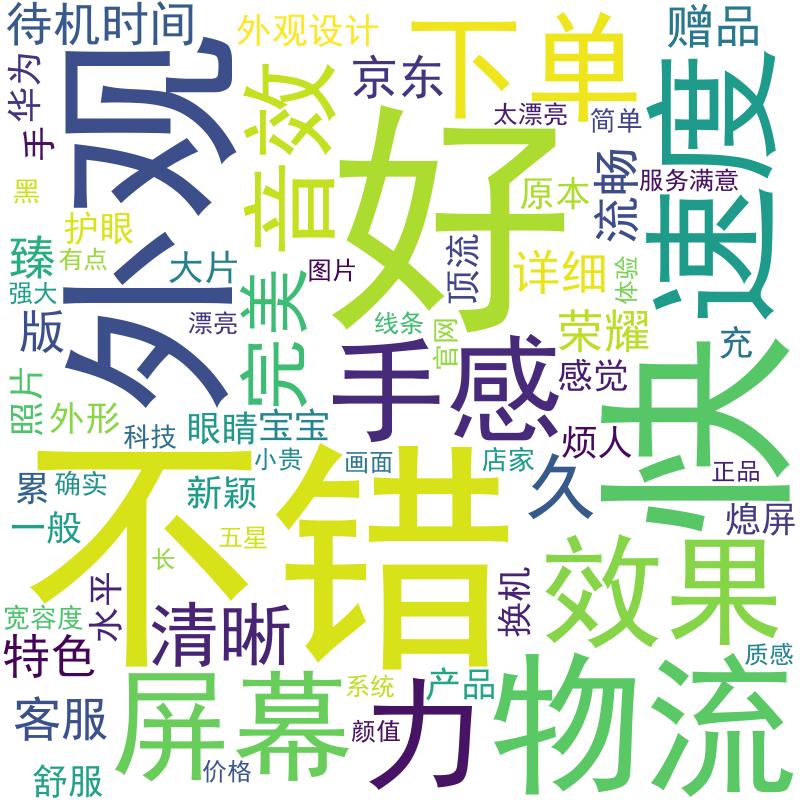 待机时间
外观设计
下单
赠品
外观
华为
手
音效
京东
太漂亮
简单
速度
好
黑
护眼
原本
流畅
服务满意
臻
有点
大片
图片
顶流
详细
体验
强大
版
漂亮
完美
线条
官网
荣耀
充
照片
外形
手感
感觉
快
科技
眼睛
宝宝
烦人
不错
累
确实
新颖
小贵
画面
店家
久
正品
一般
五星
熄屏
长
效果
宽容度
水平
清晰
换机
特色
质感
屏幕
系统
力
产品
物流
客服
颜值
舒服
价格